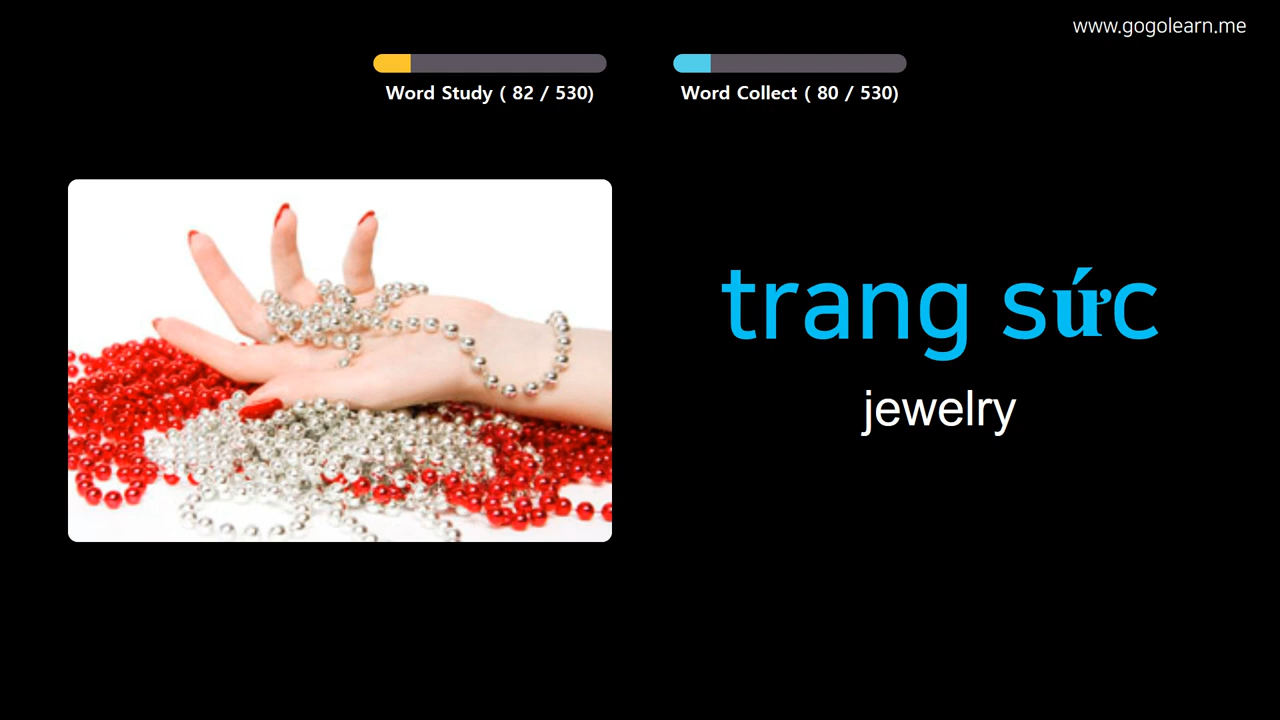 www.gogolearn.me
Word Study ( 82 / 530)
Word Collect ( 80 / 530)
trang sức
jewelry